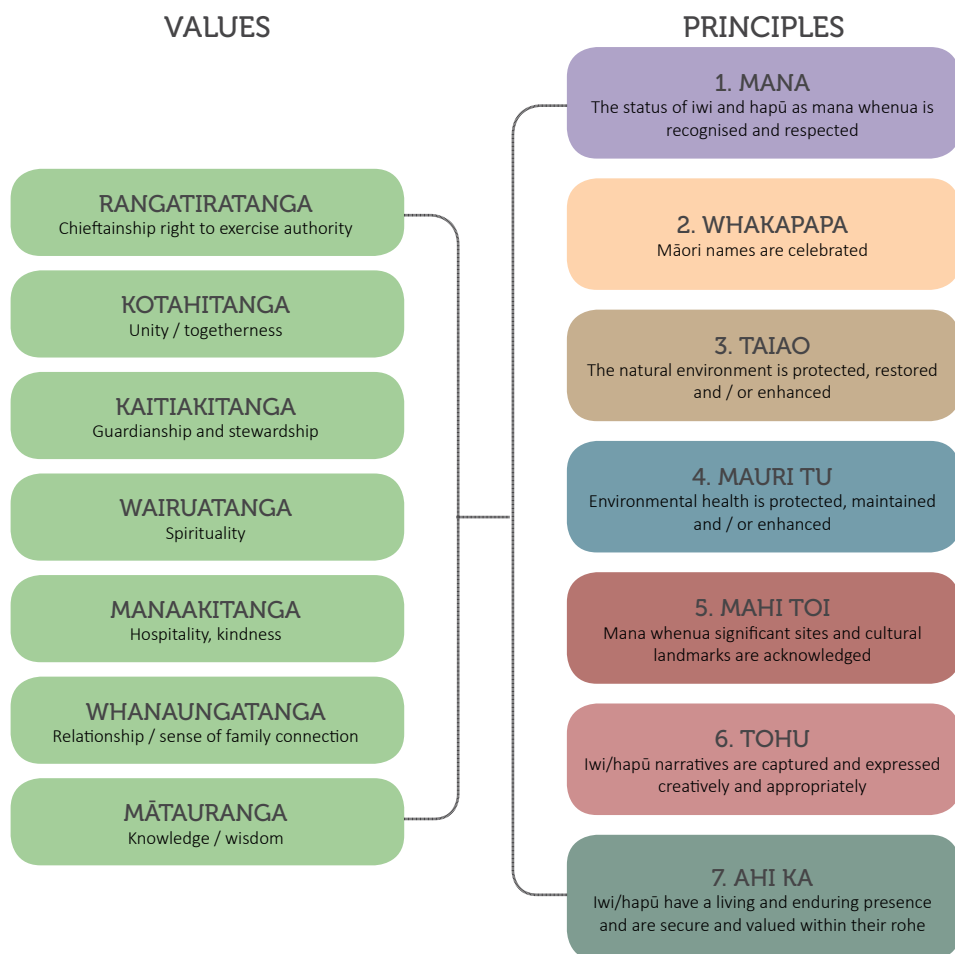 VALUES
RANGATIRATANGA
Chieftainship right to exercise authority
KOTAHITANGA
Unity / togetherness
KAITIAKITANGA
Guardianship and stewardship
WAIRUATANGA
Spirituality
MANAAKITANGA
Hospitality, kindness
WHANAUNGATANGA
Relationship / sense of family connection
MĀTAURANGA
Knowledge / wisdom
PRINCIPLES
1. MANA
The status of iwi and hapū as mana whenua is
recognised and respected
2. WHAKAPAPA
Māori names are celebrated
3. TAIAO
The natural environment is protected, restored
and / or enhanced
4. MAURI TU
Environmental health is protected, maintained
and / or enhanced
5. MAHI TOI
Mana whenua significant sites and cultural
landmarks are acknowledged
6. TOHU
Iwi/hapū narratives are captured and expressed
creatively and appropriately
7. AHI KA
Iwi/hapū have a living and enduring presence
and are secure and valued within their rohe